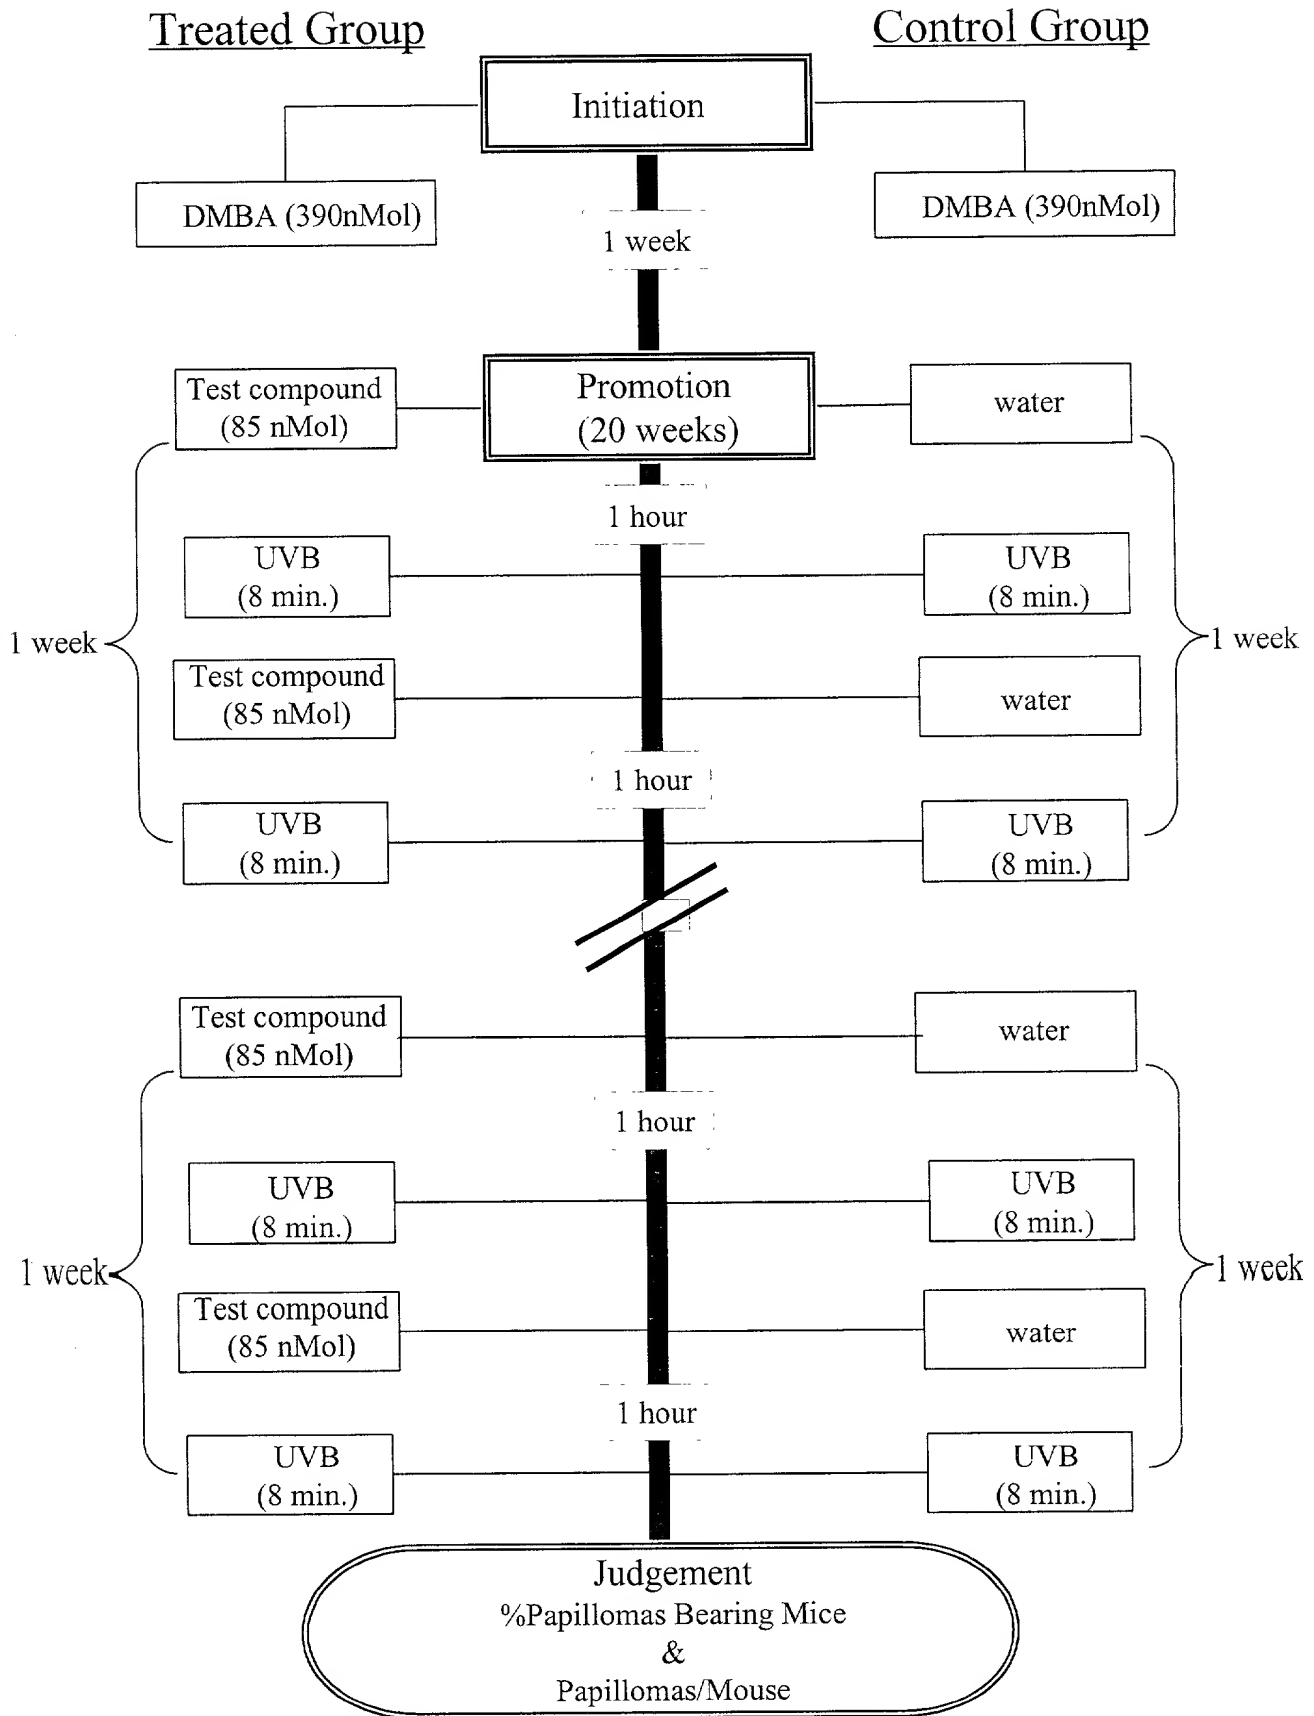 Treated Group
Control Group
Initiation
DMBA (390nMol)
DMBA (390nMol)
1 week
Test compound
(85 nMol)
Promotion
(20 weeks)
water
1 hour
UVB
(8 min.)
UVB
(8 min.)
1 week
1 week
Test compound
(85 nMol)
water
1 hour
UVB
(8 min.)
UVB
(8 min.)
Test compound
(85 nMol)
water
1 hour
UVB
(8 min.)
UVB
(8 min.)
1 week
1 week
Test compound
(85 nMol)
water
1 hour
UVB
(8 min.)
UVB
(8 min.)
Judgement
%Papillomas Bearing Mice
&
Papillomas/Mouse